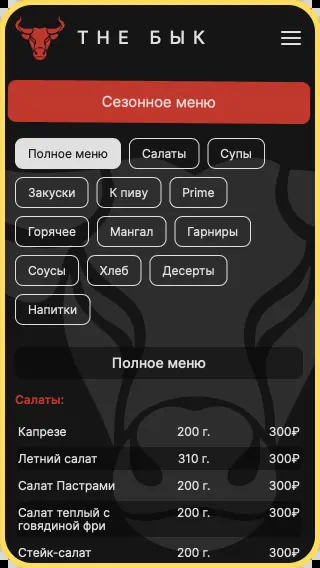 THE БЫК
Сезонное меню
Полное меню Салаты Супы
Закуски К пиву Prime
Горячее Мангал Гарниры
Соусы Хлеб Десерты
Напитки
Полное меню
Салаты:
Капрезе 200 г. 300₽
Летний салат 310 г. 300₽
Салат Пастрами 200 г. 300₽
Салат теплый с 200 г. 300₽
говядиной фри
Стейк-салат 200 г. 300₽